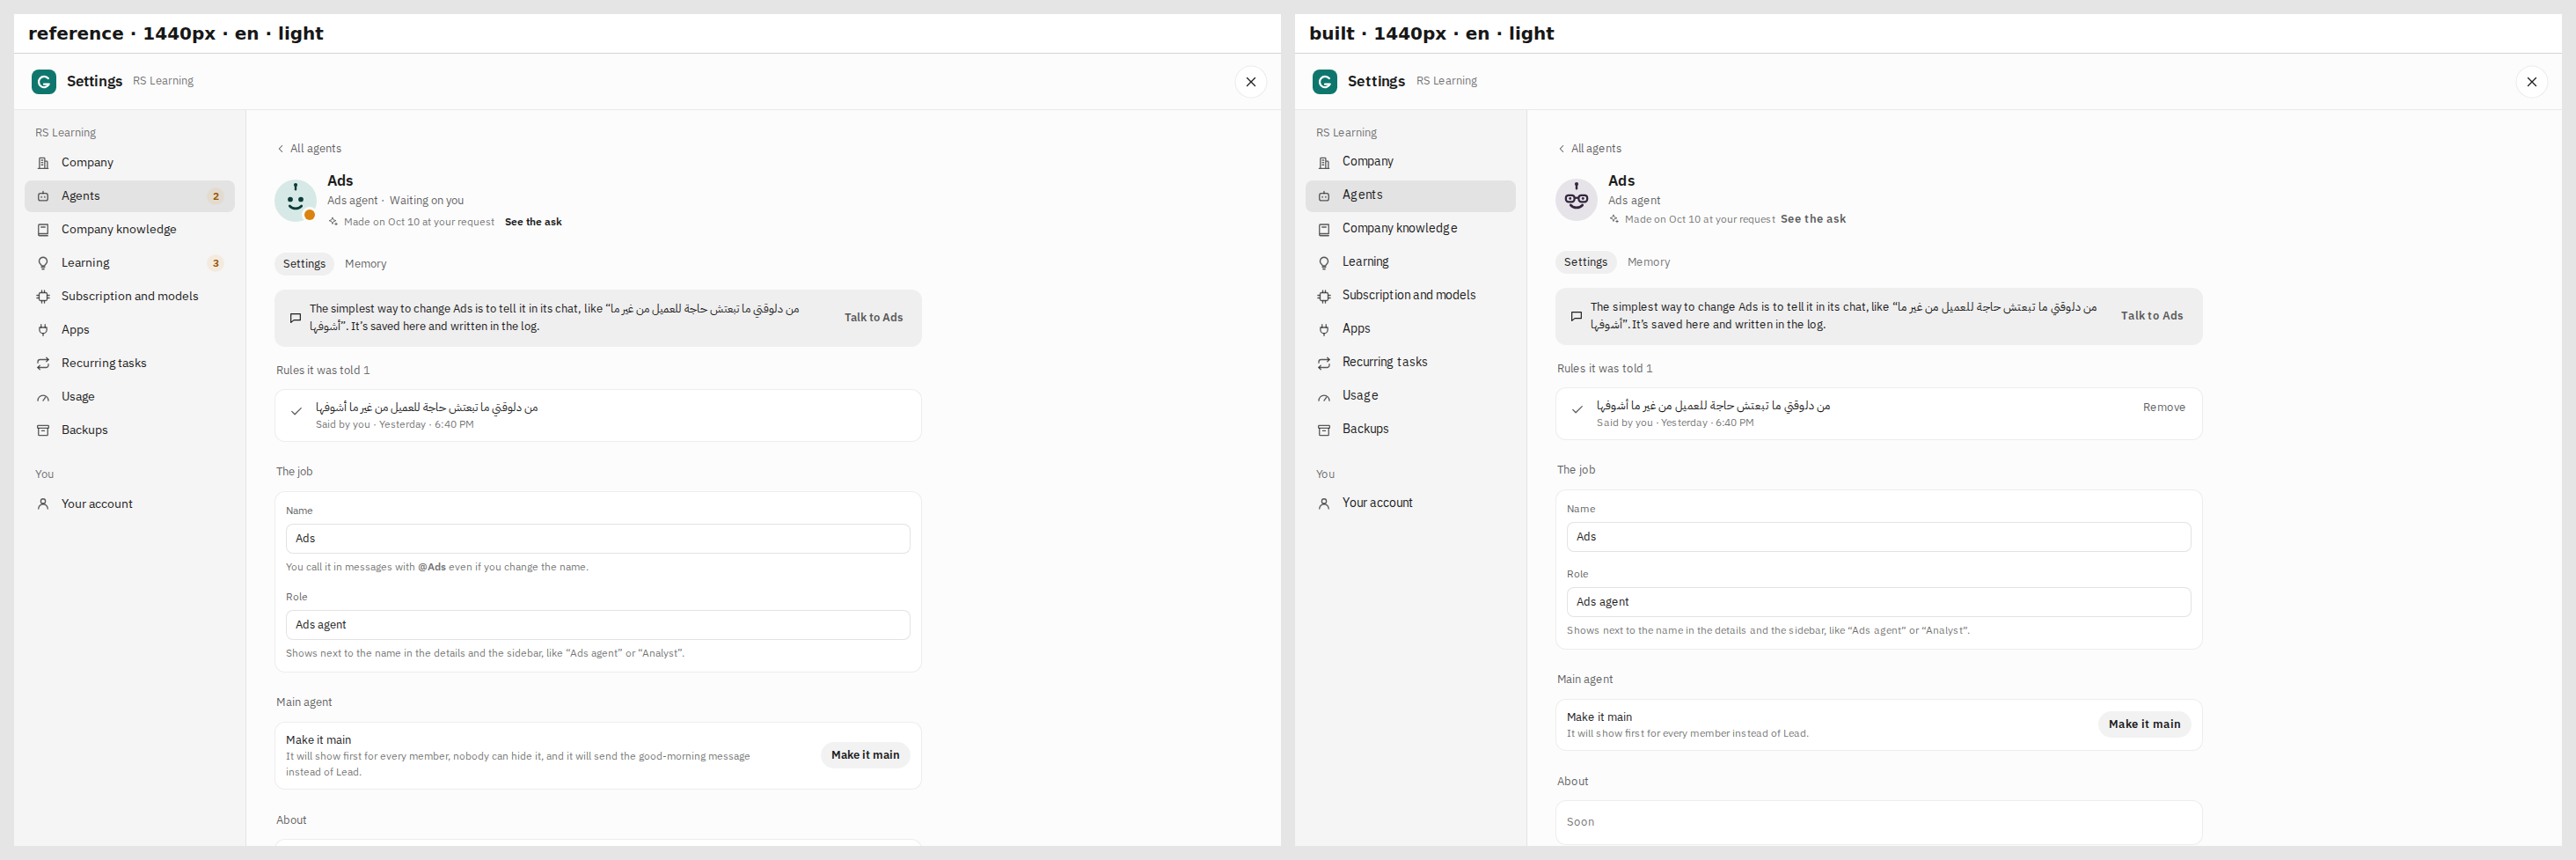 reference · 1440px · en · light
Settings RS Learning
RS Learning
Company
Agents 2
Company knowledge
Learning 3
Subscription and models
Apps
Recurring tasks
Usage
Backups
You
Your account
All agents
Ads
Ads agent · Waiting on you
Made on Oct 10 at your request See the ask
Settings Memory
The simplest way to change Ads is to tell it in its chat, like “من دلوقتي ما تبعتش حاجة للعميل من غير ما
أشوفها”. It’s saved here and written in the log.
Talk to Ads
Rules it was told 1
من دلوقتي ما تبعتش حاجة للعميل من غير ما أشوفها
Said by you · Yesterday · 6:40 PM
The job
Name
Ads
You call it in messages with @Ads even if you change the name.
Role
Ads agent
Shows next to the name in the details and the sidebar, like “Ads agent” or “Analyst”.
Main agent
Make it main
It will show first for every member, nobody can hide it, and it will send the good-morning message
instead of Lead.
Make it main
About
built · 1440px · en · light
Settings RS Learning
RS Learning
Company
Agents
Company knowledge
Learning
Subscription and models
Apps
Recurring tasks
Usage
Backups
You
Your account
All agents
Ads
Ads agent
Made on Oct 10 at your request See the ask
Settings Memory
The simplest way to change Ads is to tell it in its chat, like “من دلوقتي ما تبعتش حاجة للعميل من غير ما
أشوفها”. It’s saved here and written in the log.
Talk to Ads
Rules it was told 1
من دلوقتي ما تبعتش حاجة للعميل من غير ما أشوفها
Said by you · Yesterday · 6:40 PM
Remove
The job
Name
Ads
Role
Ads agent
Shows next to the name in the details and the sidebar, like “Ads agent” or “Analyst”.
Main agent
Make it main
It will show first for every member instead of Lead.
Make it main
About
Soon